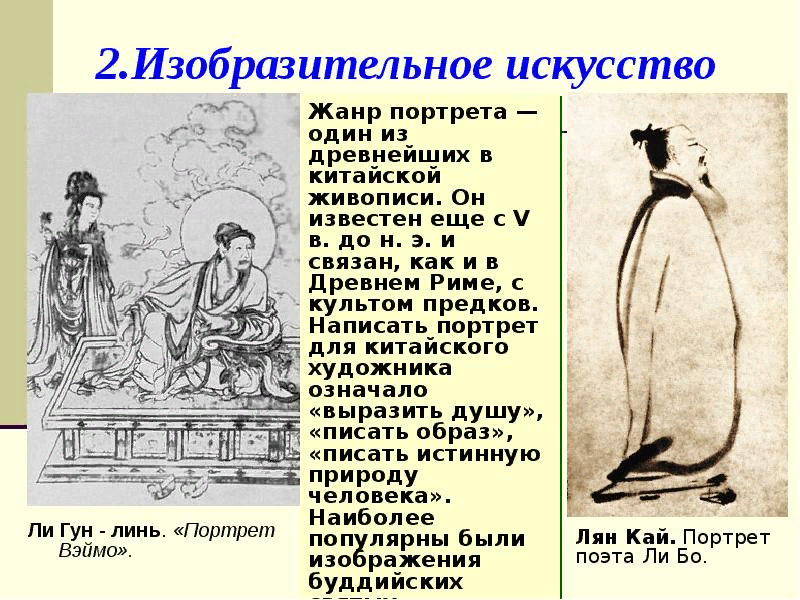 2.Изобразительное искусство
Жанр портрета —
один из
древнейших в
китайской
живописи. Он
известен еще с V
в. до н. э. и
связан, как и в
Древнем Риме, с
культом предков.
Написать портрет
для китайского
художника
означало
«выразить душу»,
«писать образ»,
«писать истинную
природу
человека».
Наиболее
популярны были
изображения
буддийских
Ли Гун - линь. «Портрет
Вэймо».
Лян Кай. Портрет
поэта Ли Бо.